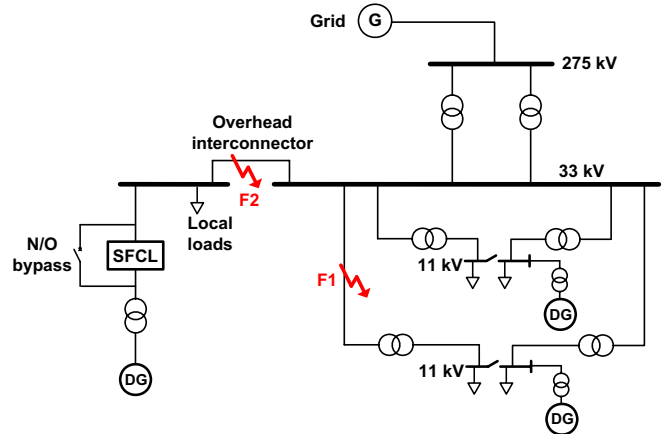 Grid
G
275 kV
Overhead
interconnector
33 kV
F2
Local
loads
N/O
bypass
SFCL
F1
11 kV
DG
DG
11 kV
DG